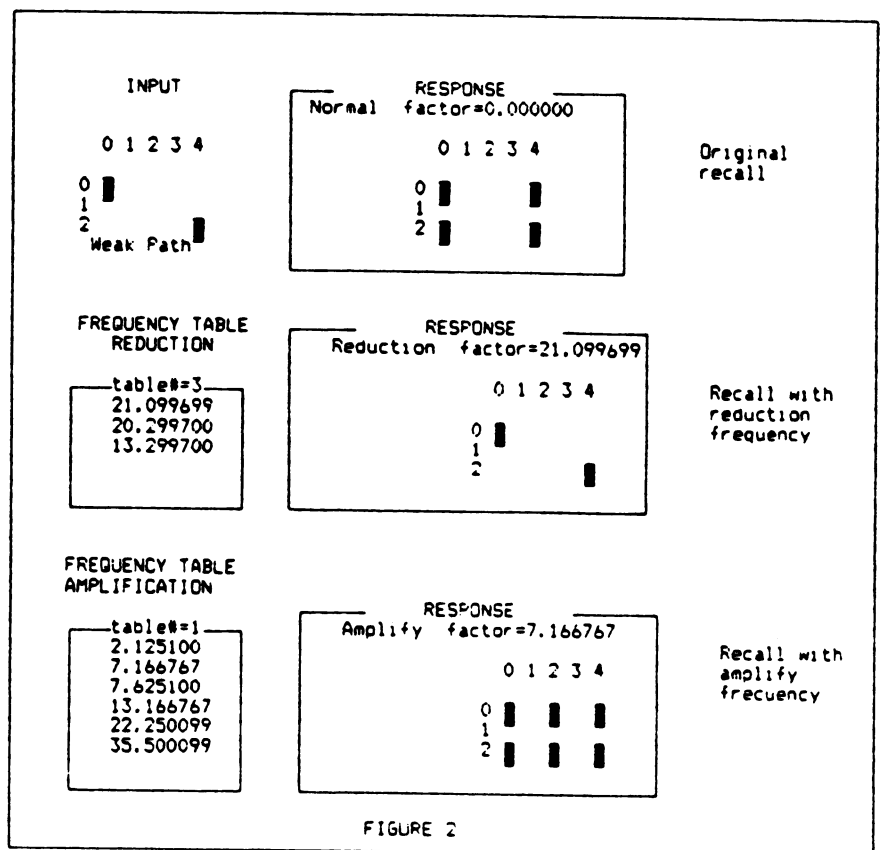 INPUT
0 1 2 3 4
0
1
2
Weak Path
RESPONSE
Normal factor=0.000000
0 1 2 3 4
0
1
2
Original
recall
FREQUENCY TABLE
REDUCTION
table#=3
21.099699
20.299700
13.299700
RESPONSE
Reduction factor=21.099699
0 1 2 3 4
0
1
2
Recall with
reduction
frequency
FREQUENCY TABLE
AMPLIFICATION
table#=1
2.125100
7.166767
7.625100
13.166767
22.250099
35.500099
RESPONSE
Amplify factor=7.166767
0 1 2 3 4
0
1
2
Recall with
amplify
frecuency
FIGURE 2